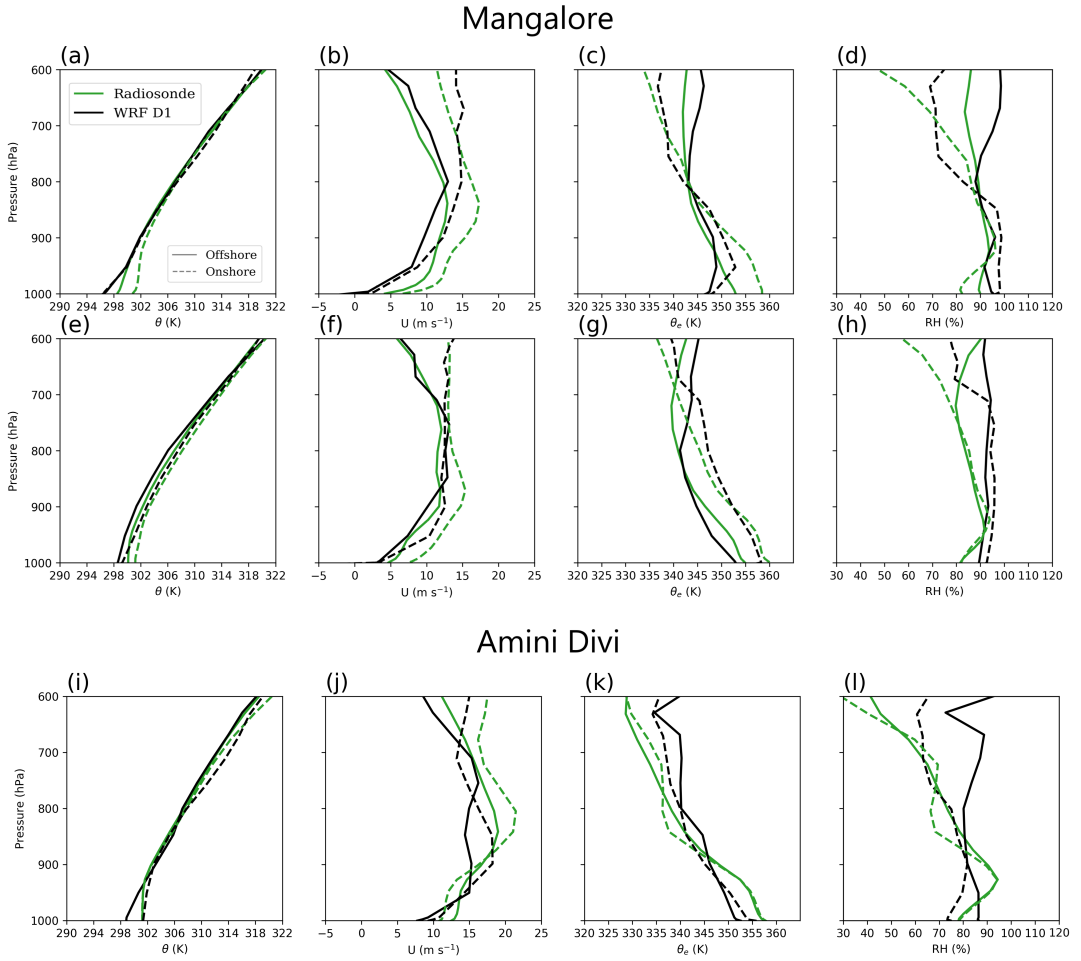 Mangalore
(a) (b) (c) (d)
600
700
800
900
1000
Pressure (hPa)
Radiosonde
WRF D1
Offshore
Onshore
290 294 298 302 306 310 314 318 322
θ (K)
−5 0 5 10 15 20 25
U (m s⁻¹)
320 325 330 335 340 345 350 355 360
θₑ (K)
30 40 50 60 70 80 90 100 110 120
RH (%)
(e) (f) (g) (h)
600
700
800
900
1000
Pressure (hPa)
290 294 298 302 306 310 314 318 322
θ (K)
−5 0 5 10 15 20 25
U (m s⁻¹)
320 325 330 335 340 345 350 355 360
θₑ (K)
30 40 50 60 70 80 90 100 110 120
RH (%)
Amini Divi
(i) (j) (k) (l)
600
700
800
900
1000
Pressure (hPa)
290 294 298 302 306 310 314 318 322
θ (K)
−5 0 5 10 15 20 25
U (m s⁻¹)
320 325 330 335 340 345 350 355 360
θₑ (K)
30 40 50 60 70 80 90 100 110 120
RH (%)